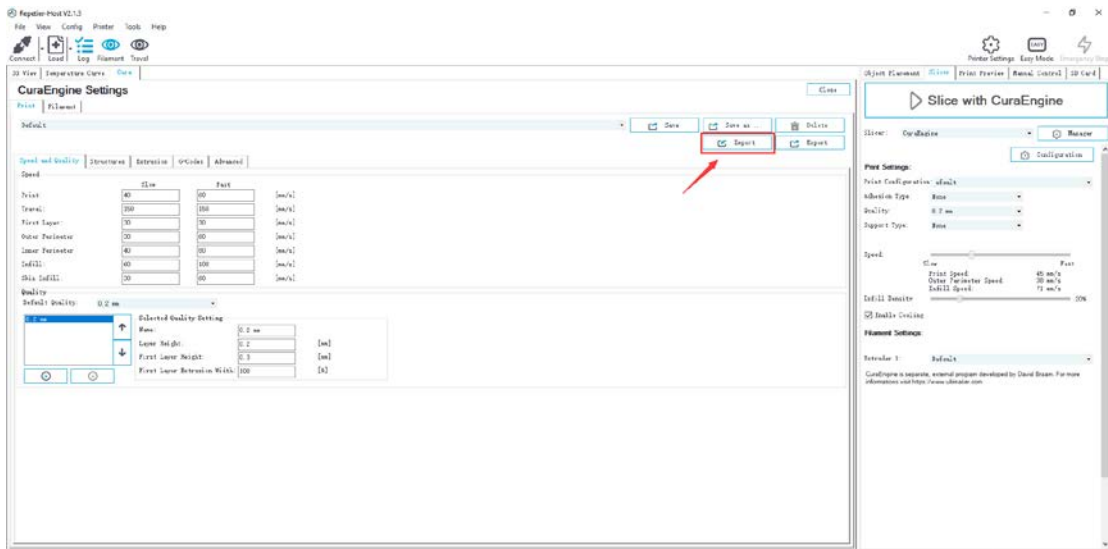 Repetier-Host V2.1.3
File View Config Printer Tools Help
Connect Load Log Filament Travel Printer Settings Easy Mode Emergency Stop
3D View Temperature Curve Cura Object Placement Slicer Print Preview Manual Control SD Card
CuraEngine Settings Close
Print Filament Slice with CuraEngine
Default Save Save as ... Delete
Slicer: CuraEngine Manager
Import Export
Configuration
Speed and Quality Structures Extrusion G-Codes Advanced
Print Settings:
Speed
Slow Fast
Print Configuration: efault
Print: 40 60 [mm/s]
Adhesion Type: None
Travel: 150 150 [mm/s]
Quality: 0.2 mm
First Layer: 30 30 [mm/s]
Support Type: None
Outer Perimeter 30 60 [mm/s]
Inner Perimeter 40 80 [mm/s]
Infill: 60 100 [mm/s]
Speed:
Slow Fast
Skin Infill: 30 60 [mm/s]
Print Speed: 45 mm/s
Outer Perimeter Speed: 38 mm/s
Infill Speed: 71 mm/s
Quality
Default Quality: 0.2 mm
Infill Density 20%
0.2 mm
Selected Quality Setting
Name: 0.2 mm
Enable Cooling
Layer Height: 0.2 [mm]
Filament Settings:
First Layer Height: 0.3 [mm]
First Layer Extrusion Width: 100 [%]
Extruder 1: Default
CuraEngine is separate, external program developed by David Braam. For more
informations visit https://www.ultimaker.com